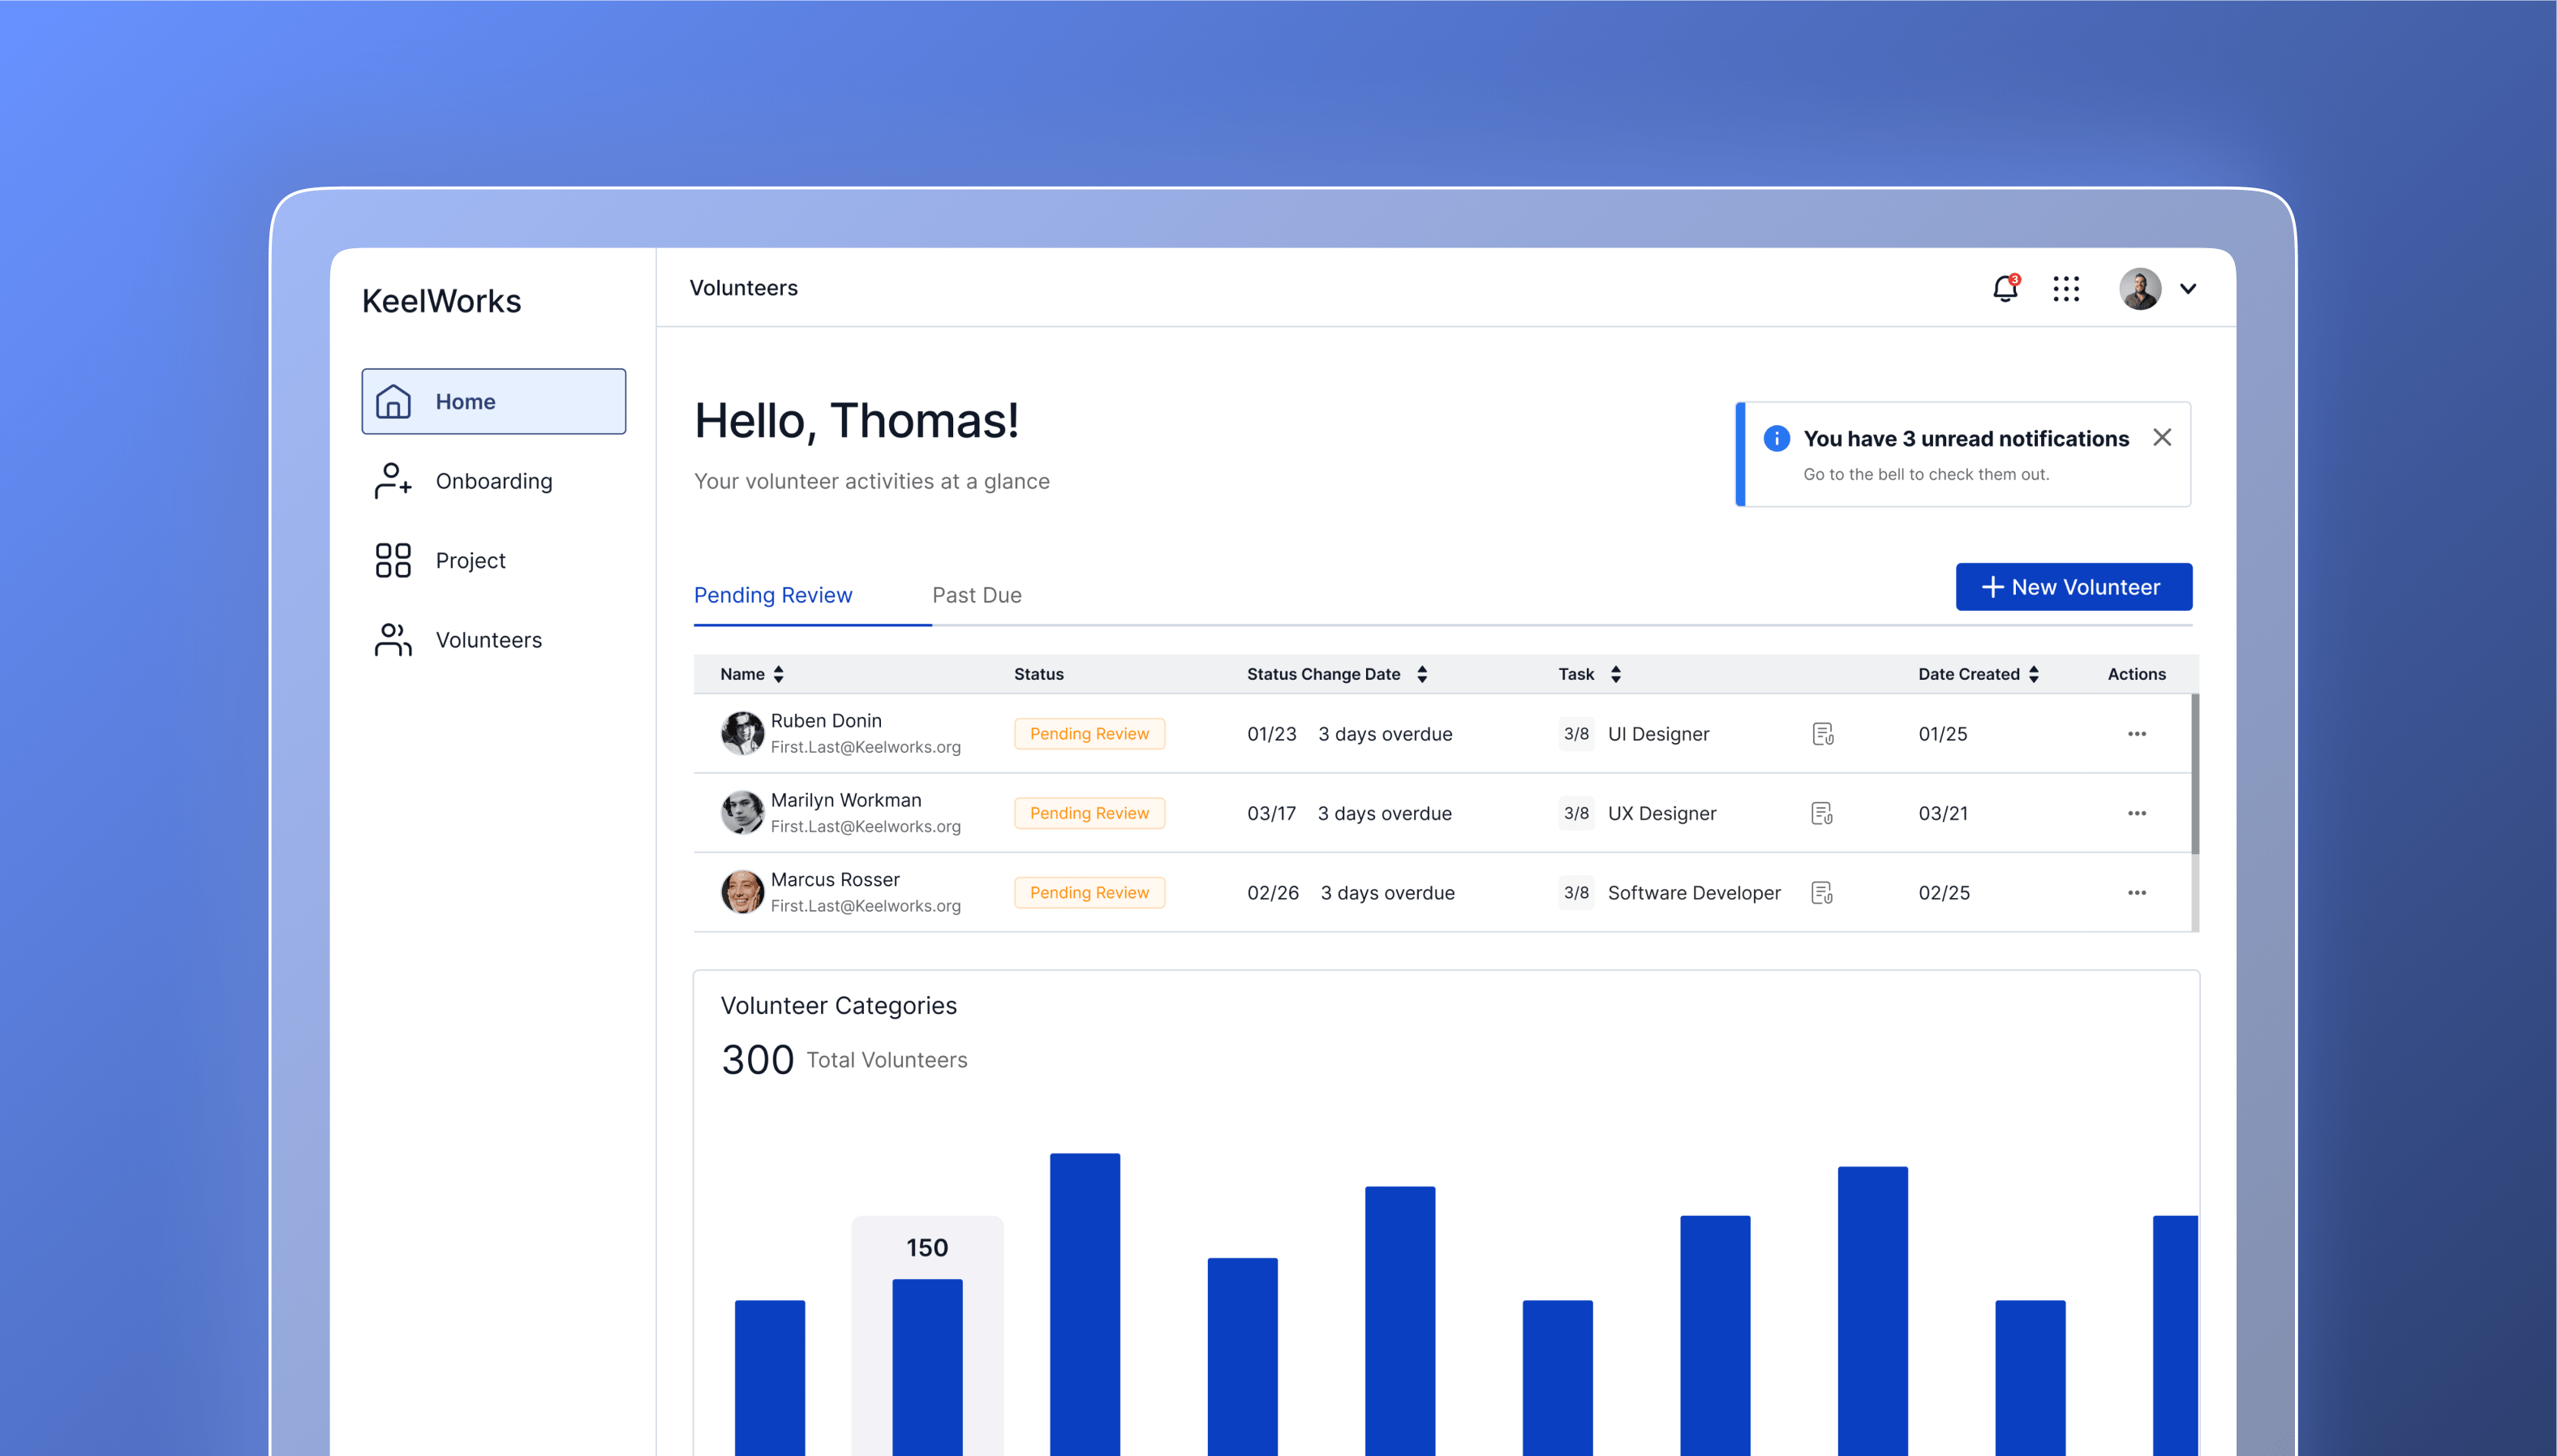 KeelWorks
Home
Onboarding
Project
Volunteers
Volunteers
3
Hello, Thomas!
Your volunteer activities at a glance
You have 3 unread notifications
Go to the bell to check them out.
Pending Review Past Due
New Volunteer
Name Status Status Change Date Task Date Created Actions
Ruben Donin
First.Last@Keelworks.org
Pending Review 01/23 3 days overdue 3/8 UI Designer 01/25
Marilyn Workman
First.Last@Keelworks.org
Pending Review 03/17 3 days overdue 3/8 UX Designer 03/21
Marcus Rosser
First.Last@Keelworks.org
Pending Review 02/26 3 days overdue 3/8 Software Developer 02/25
Volunteer Categories
300 Total Volunteers
150